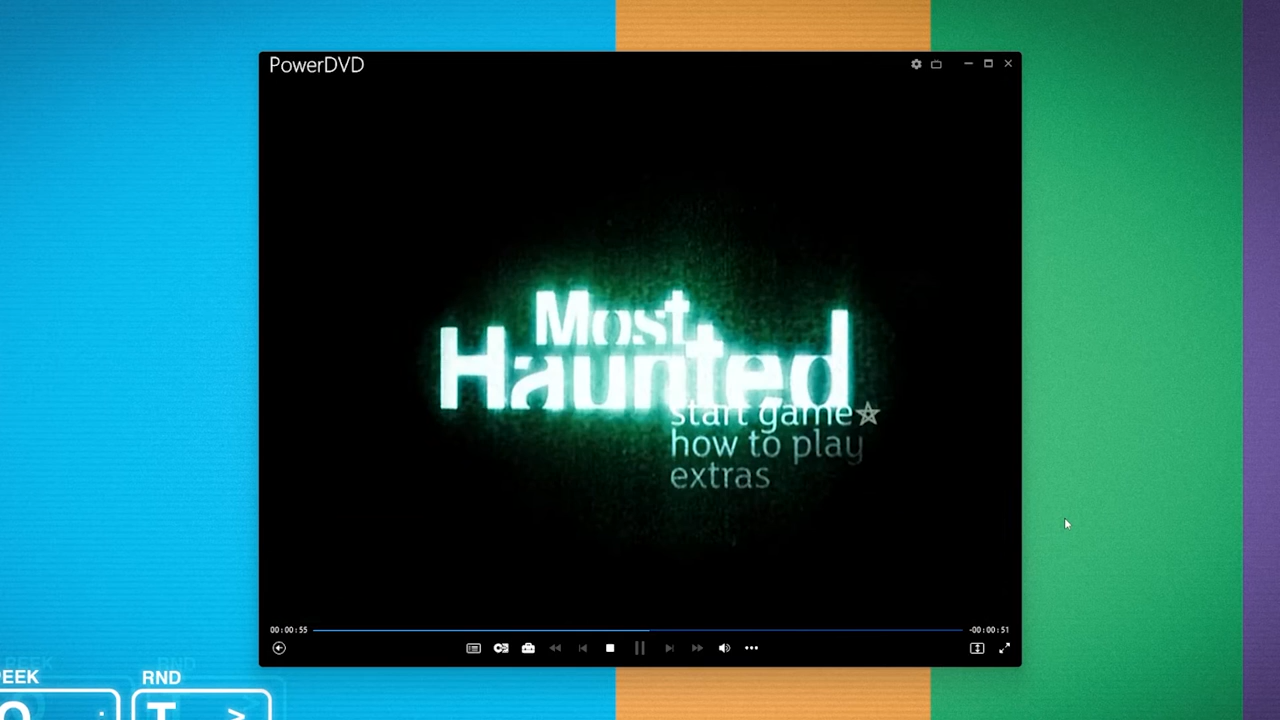 PowerDVD
Most
Haunted
start game
how to play
extras
00:00:55
-00:00:51
PEEK
RND
T >